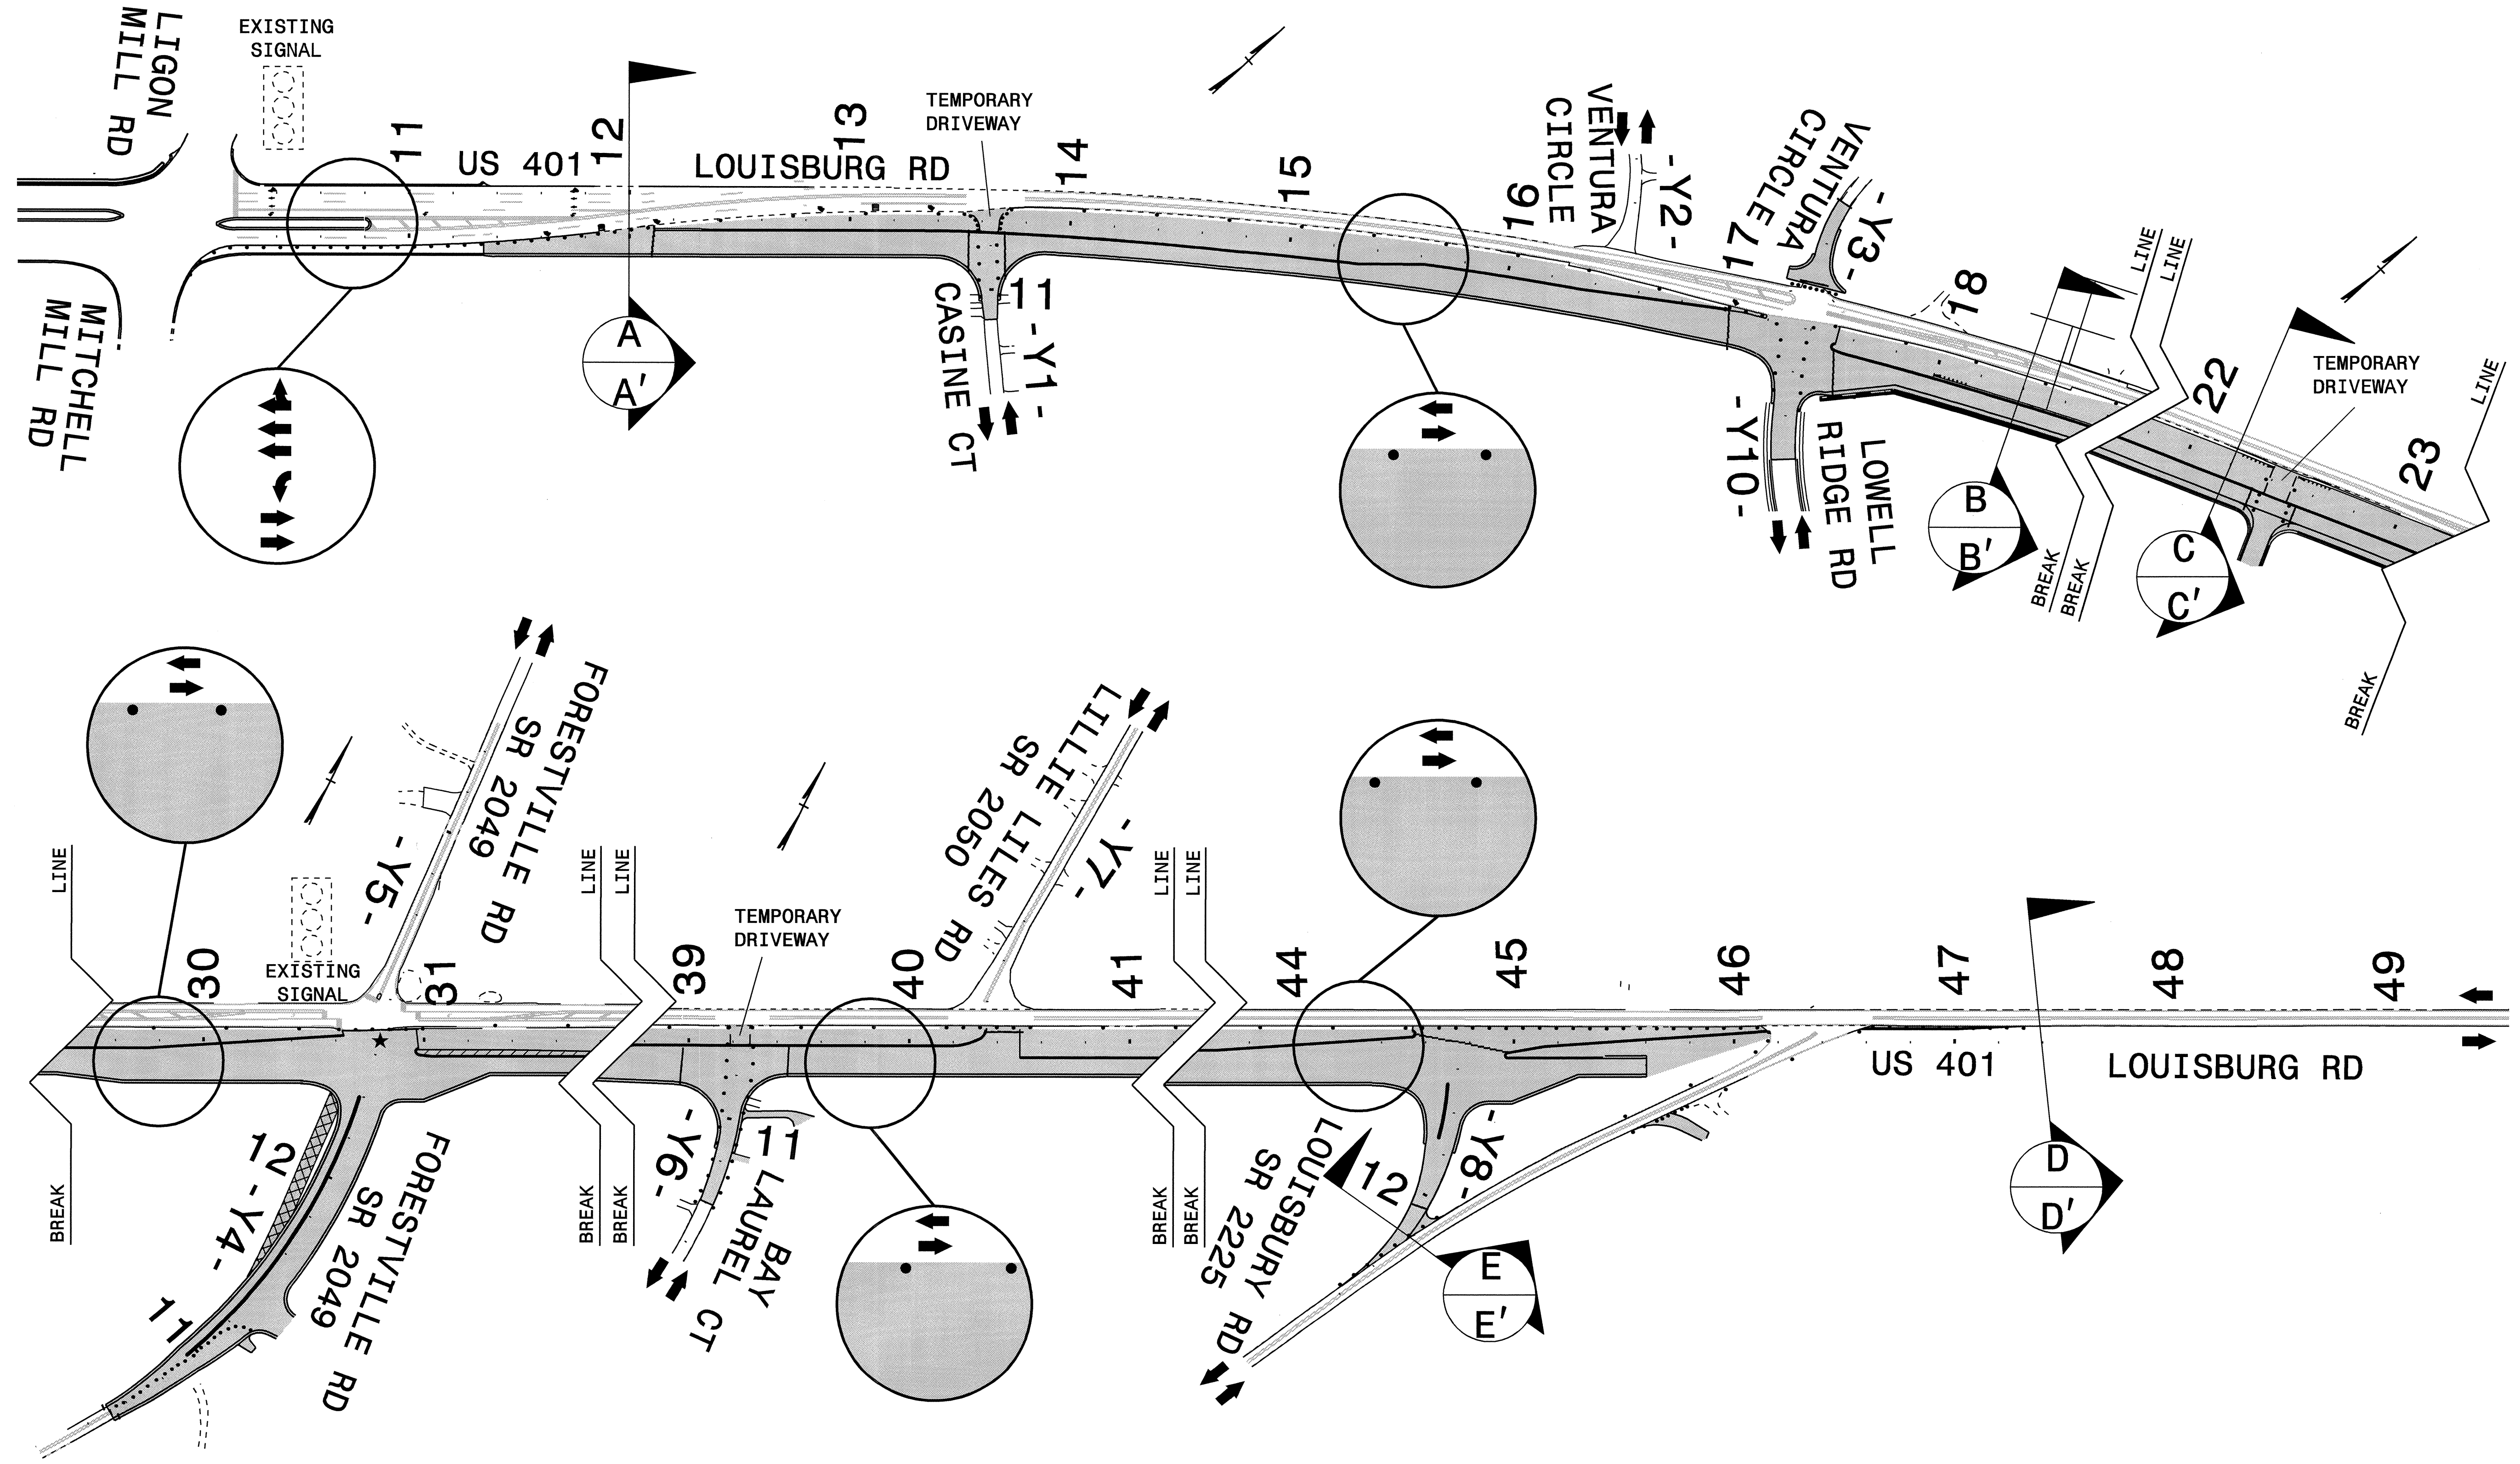 LIGON
MILL RD
EXISTING
SIGNAL
11
US 401
12
LOUISBURG RD
13
TEMPORARY
DRIVEWAY
14
15
16
VENTURA
CIRCLE
-Y2-
17
VENTURA
CIRCLE
-Y3-
18
LINE
LINE
22
TEMPORARY
DRIVEWAY
23
LINE
MITCHELL
MILL RD
A
A'
CASINE CT
11
-Y1-
-Y10-
LOWELL
RIDGE RD
B
B'
BREAK
BREAK
C
C'
BREAK
LINE
30
EXISTING
SIGNAL
-Y5-
FORESTVILLE RD
SR 2049
31
LINE
LINE
39
TEMPORARY
DRIVEWAY
40
LILLIE LILES RD
SR 2050
-Y7-
41
LINE
LINE
44
45
46
47
48
49
US 401
LOUISBURG RD
BREAK
12
-Y4-
11
FORESTVILLE RD
SR 2049
BREAK
BREAK
-Y6-
11
BAY
LAUREL CT
BREAK
BREAK
LOUISBURY RD
SR 2225
12
-Y8-
E
E'
D
D'